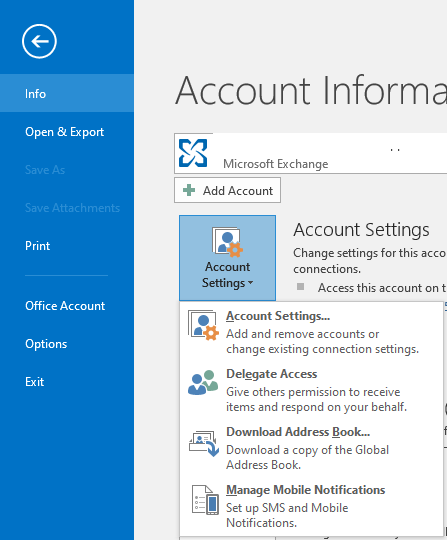 Info
Open & Export
Save As
Save Attachments
Print
Office Account
Options
Exit
Account Informa
Microsoft Exchange
Add Account
Account
Settings
Account Settings
Change settings for this acco
connections.
Access this account on t
Account Settings...
Add and remove accounts or
change existing connection settings.
Delegate Access
Give others permission to receive
items and respond on your behalf.
Download Address Book...
Download a copy of the Global
Address Book.
Manage Mobile Notifications
Set up SMS and Mobile
Notifications.